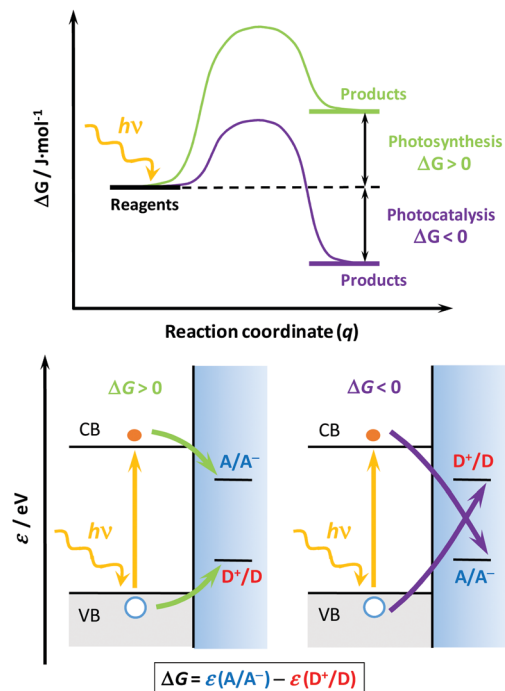 ΔG / J·mol⁻¹
hν
Reagents
Products
Photosynthesis
ΔG > 0
Photocatalysis
ΔG < 0
Products
Reaction coordinate (q)
ε / eV
ΔG > 0
CB
A/A⁻
hν
D⁺/D
VB
ΔG < 0
CB
D⁺/D
hν
A/A⁻
VB
ΔG = ε(A/A⁻) – ε(D⁺/D)